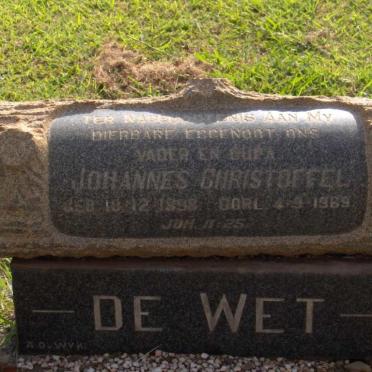 TER NAGEDAGTENIS AAN MY
DIERBARE EGGENOOT ONS
VADER EN OUPA
JOHANNES CHRISTOFFEL
GEB. 10-12-1898 OORL. 4-9-1969
JOH. 11:25
DE WET